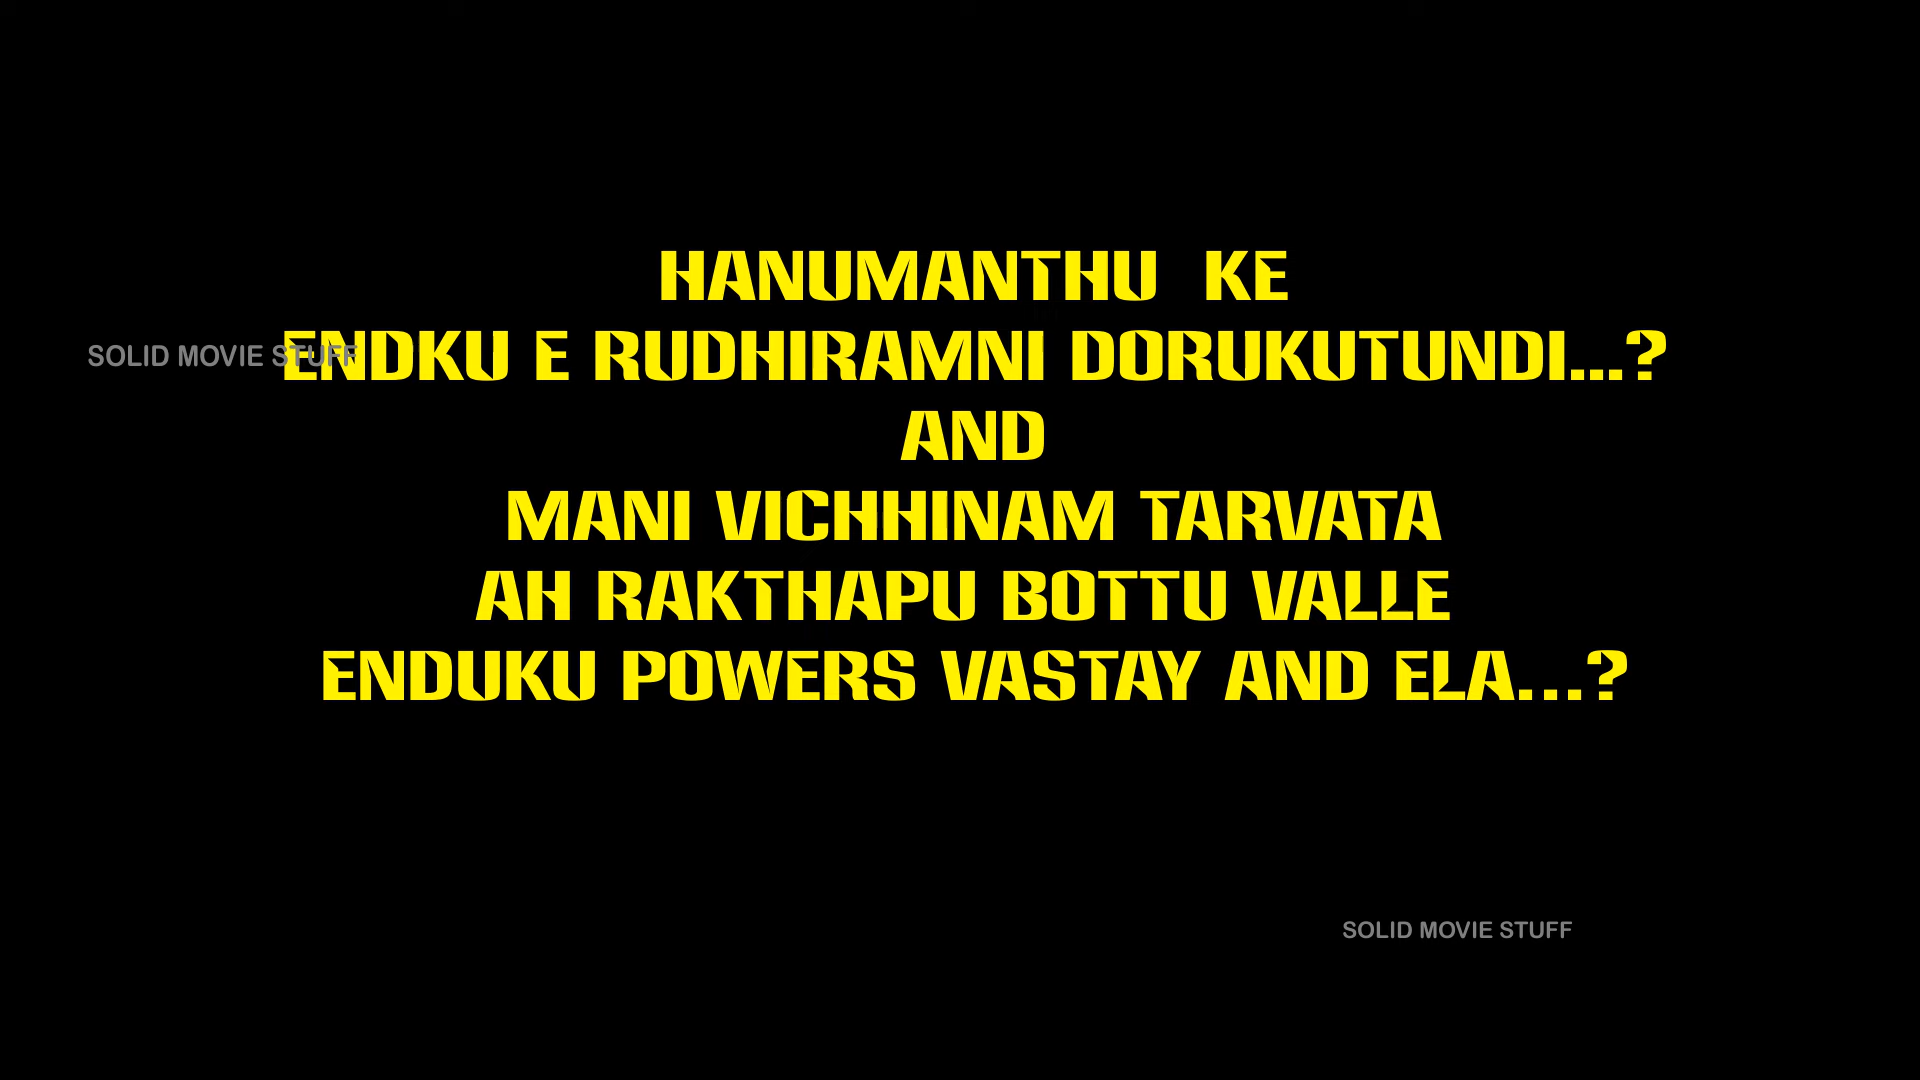 HANUMANTHU KE
SOLID MOVIE STUFF
ENDKU E RUDHIRAMNI DORUKUTUNDI...?
AND
MANI VICHHINAM TARVATA
AH RAKTHAPU BOTTU VALLE
ENDUKU POWERS VASTAY AND ELA...?
SOLID MOVIE STUFF